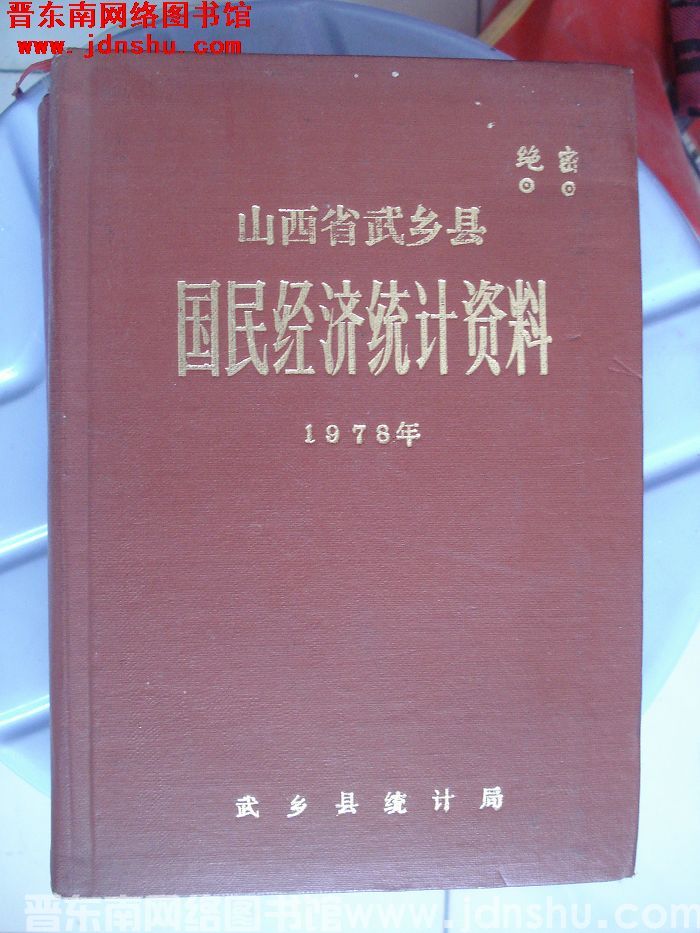 晋东南网络图书馆
www.jdnshu.com
绝密
山西省武乡县
国民经济统计资料
1978年
武乡县统计局
晋东南网络图书馆www.jdnshu.com